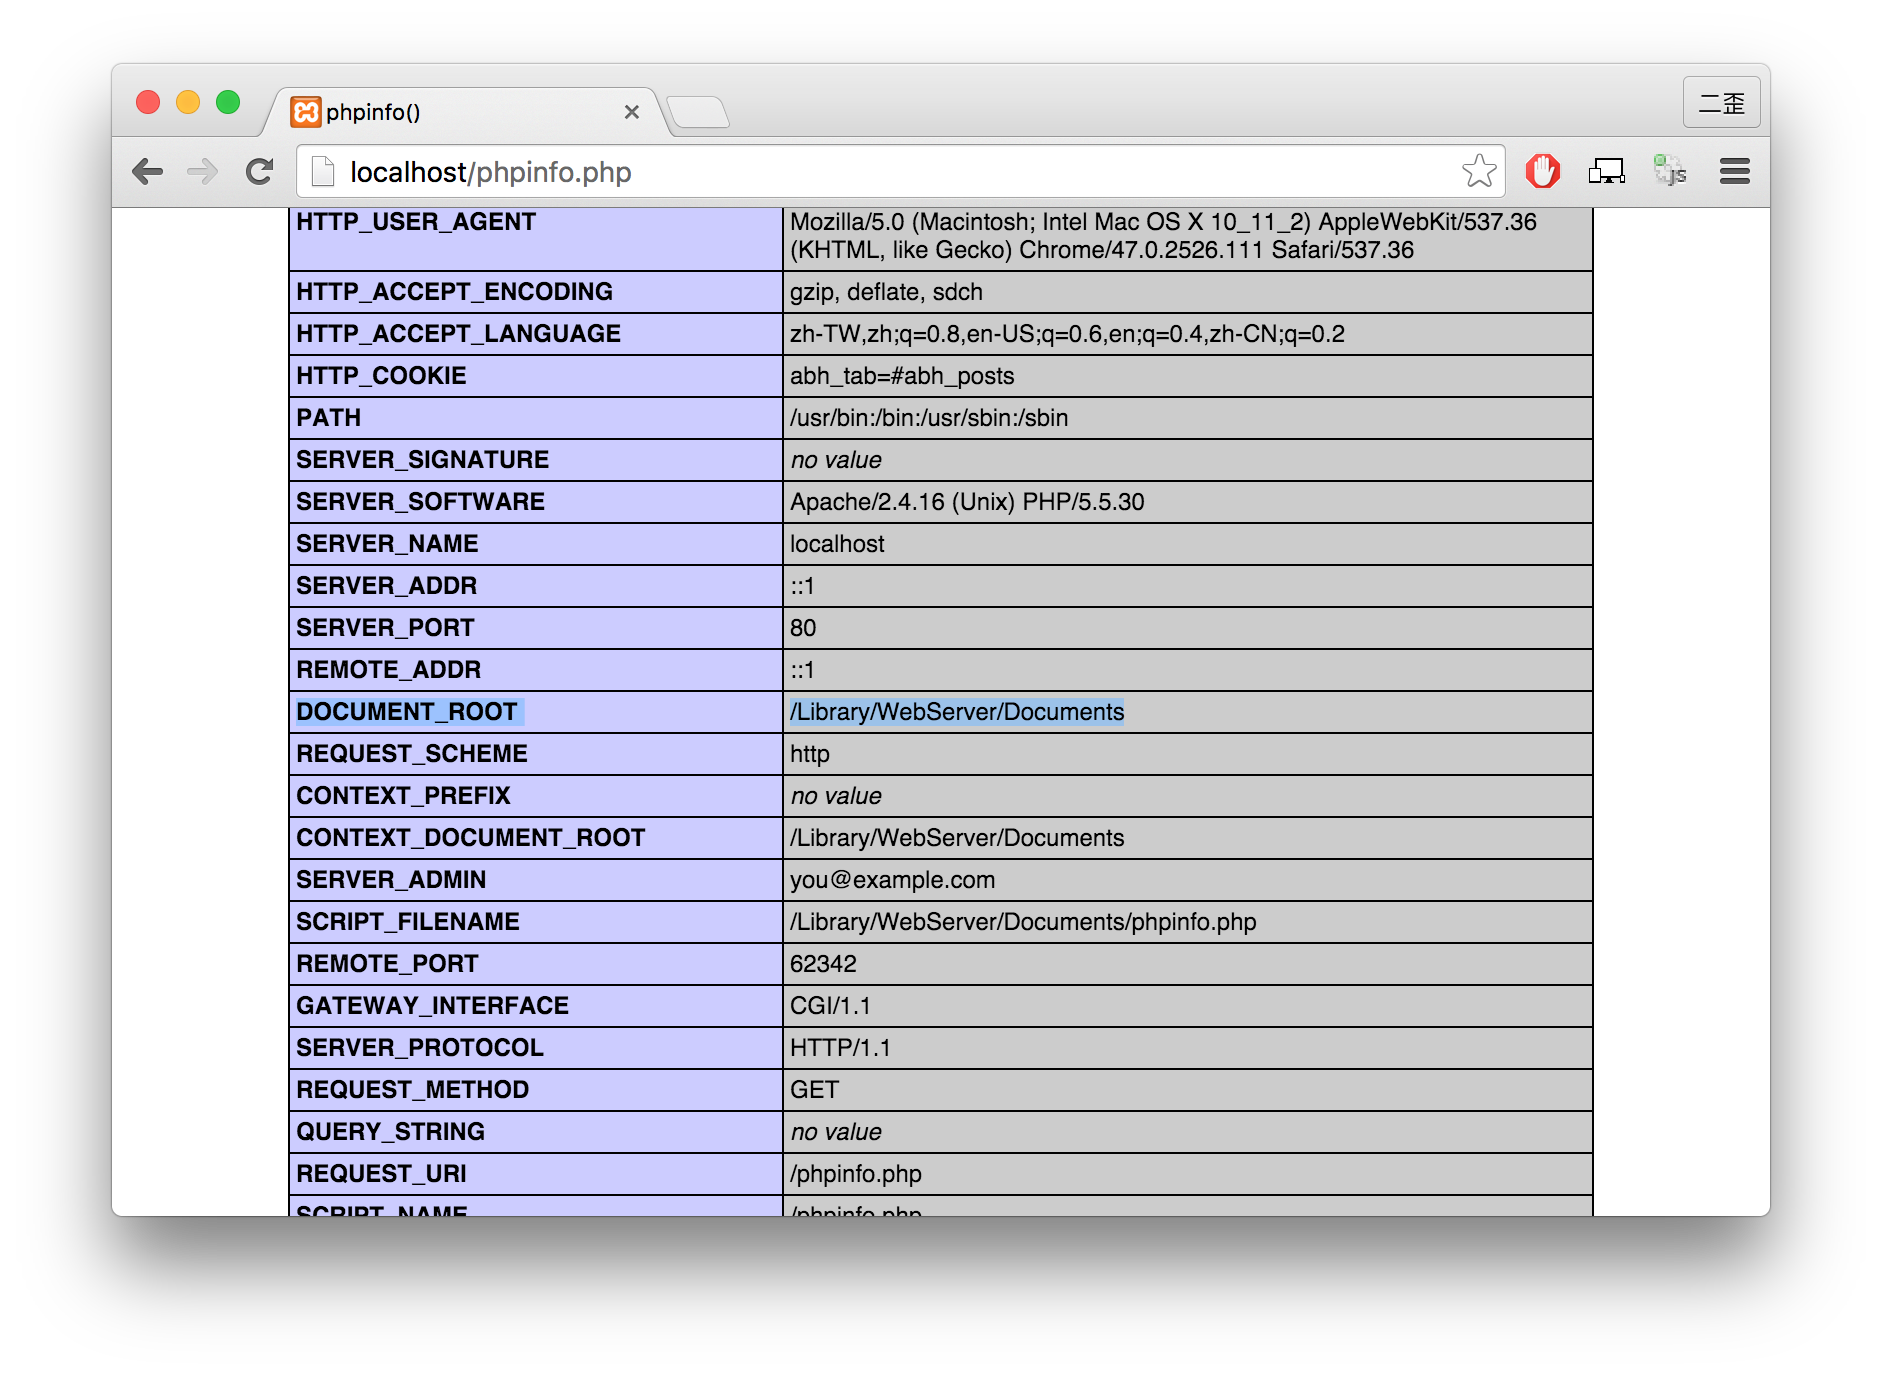 phpinfo()
二歪
localhost/phpinfo.php
js
HTTP_USER_AGENT Mozilla/5.0 (Macintosh; Intel Mac OS X 10_11_2) AppleWebKit/537.36
(KHTML, like Gecko) Chrome/47.0.2526.111 Safari/537.36
HTTP_ACCEPT_ENCODING gzip, deflate, sdch
HTTP_ACCEPT_LANGUAGE zh-TW,zh;q=0.8,en-US;q=0.6,en;q=0.4,zh-CN;q=0.2
HTTP_COOKIE abh_tab=#abh_posts
PATH /usr/bin:/bin:/usr/sbin:/sbin
SERVER_SIGNATURE no value
SERVER_SOFTWARE Apache/2.4.16 (Unix) PHP/5.5.30
SERVER_NAME localhost
SERVER_ADDR ::1
SERVER_PORT 80
REMOTE_ADDR ::1
DOCUMENT_ROOT /Library/WebServer/Documents
REQUEST_SCHEME http
CONTEXT_PREFIX no value
CONTEXT_DOCUMENT_ROOT /Library/WebServer/Documents
SERVER_ADMIN you@example.com
SCRIPT_FILENAME /Library/WebServer/Documents/phpinfo.php
REMOTE_PORT 62342
GATEWAY_INTERFACE CGI/1.1
SERVER_PROTOCOL HTTP/1.1
REQUEST_METHOD GET
QUERY_STRING no value
REQUEST_URI /phpinfo.php
SCRIPT_NAME /phpinfo.php